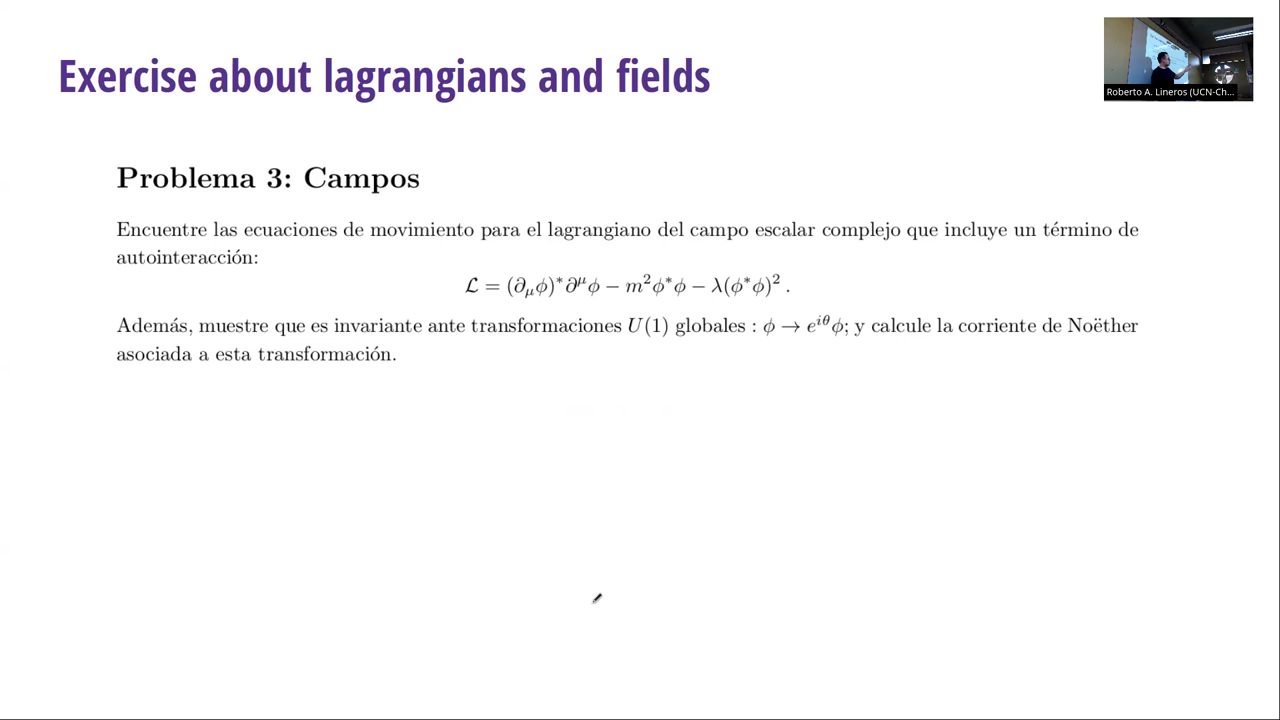 Exercise about lagrangians and fields
Roberto A. Lineros (UCN-Ch...
Problema 3: Campos
Encuentre las ecuaciones de movimiento para el lagrangiano del campo escalar complejo que incluye un término de
autointeracción:
ℒ = (∂_μϕ)*∂^μϕ − m²ϕ*ϕ − λ(ϕ*ϕ)² .
Además, muestre que es invariante ante transformaciones U(1) globales : ϕ → e^{iθ}ϕ; y calcule la corriente de Noëther
asociada a esta transformación.